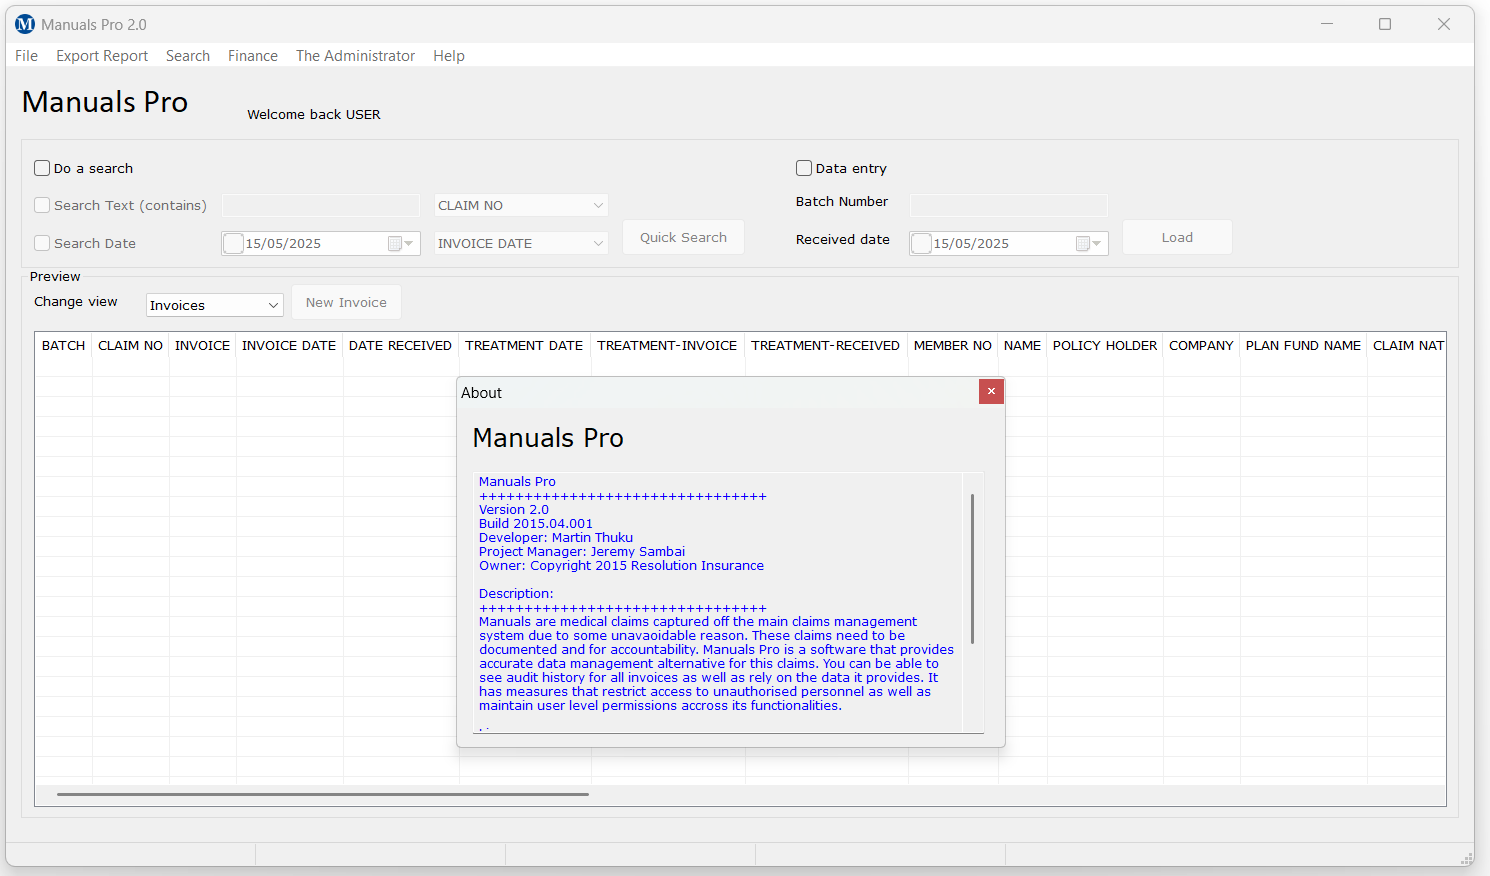 M Manuals Pro 2.0
File Export Report Search Finance The Administrator Help
Manuals Pro
Welcome back USER
Do a search
Data entry
Search Text (contains) CLAIM NO
Batch Number
Search Date 15/05/2025 INVOICE DATE Quick Search
Received date 15/05/2025 Load
Preview
Change view Invoices New Invoice
BATCH CLAIM NO INVOICE INVOICE DATE DATE RECEIVED TREATMENT DATE TREATMENT-INVOICE TREATMENT-RECEIVED MEMBER NO NAME POLICY HOLDER COMPANY PLAN FUND NAME CLAIM NAT
About
Manuals Pro
Manuals Pro
++++++++++++++++++++++++++++++++
Version 2.0
Build 2015.04.001
Developer: Martin Thuku
Project Manager: Jeremy Sambai
Owner: Copyright 2015 Resolution Insurance
Description:
++++++++++++++++++++++++++++++++
Manuals are medical claims captured off the main claims management
system due to some unavaoidable reason. These claims need to be
documented and for accountability. Manuals Pro is a software that provides
accurate data management alternative for this claims. You can be able to
see audit history for all invoices as well as rely on the data it provides. It
has measures that restrict access to unauthorised personnel as well as
maintain user level permissions accross its functionalities.